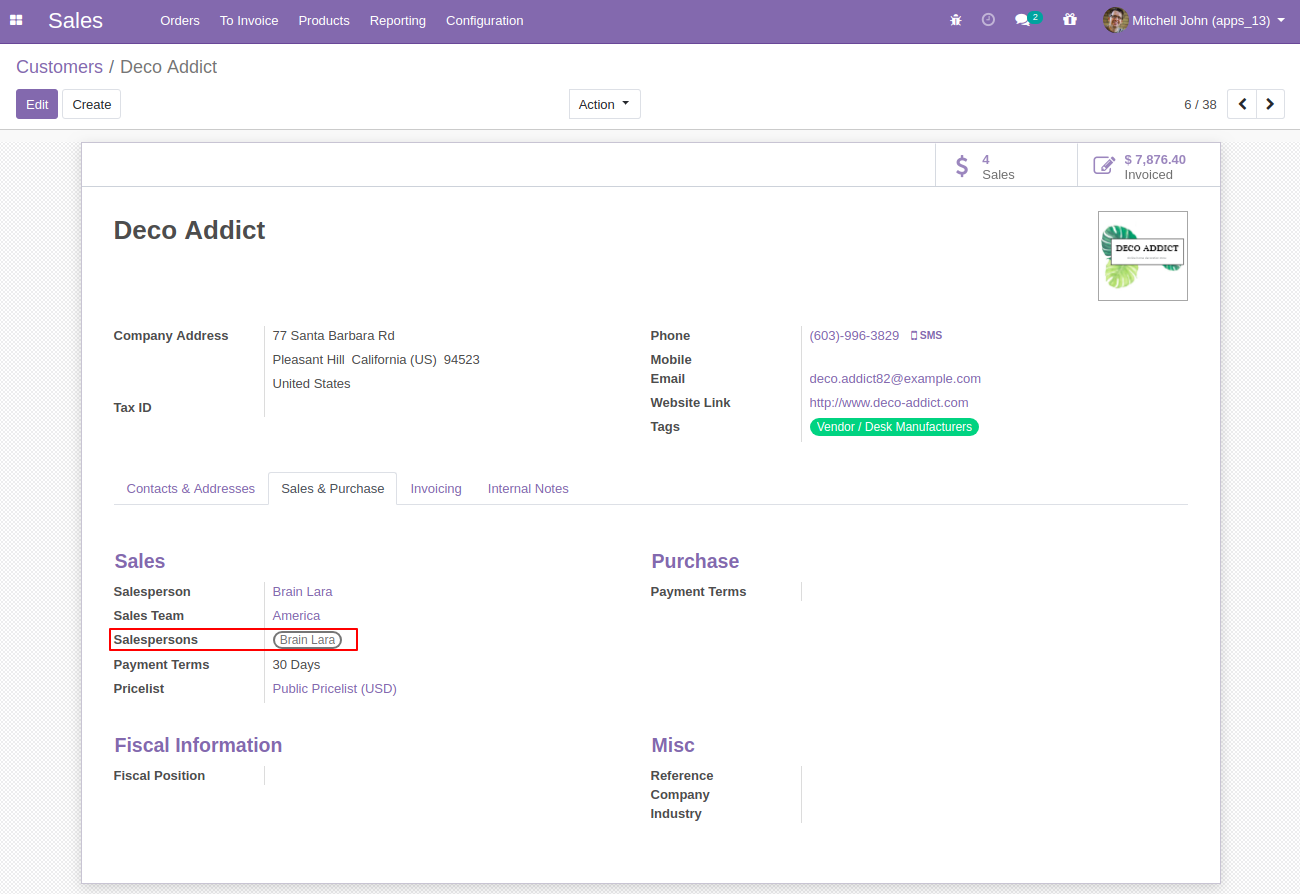 Sales Orders To Invoice Products Reporting Configuration 2 Mitchell John (apps_13)
Customers / Deco Addict
Edit Create Action 6 / 38
4
Sales
$ 7,876.40
Invoiced
Deco Addict
DECO ADDICT
Company Address 77 Santa Barbara Rd
Pleasant Hill California (US) 94523
United States
Tax ID
Phone (603)-996-3829 SMS
Mobile
Email deco.addict82@example.com
Website Link http://www.deco-addict.com
Tags Vendor / Desk Manufacturers
Contacts & Addresses Sales & Purchase Invoicing Internal Notes
Sales
Salesperson Brain Lara
Sales Team America
Salespersons Brain Lara
Payment Terms 30 Days
Pricelist Public Pricelist (USD)
Purchase
Payment Terms
Fiscal Information
Fiscal Position
Misc
Reference
Company
Industry